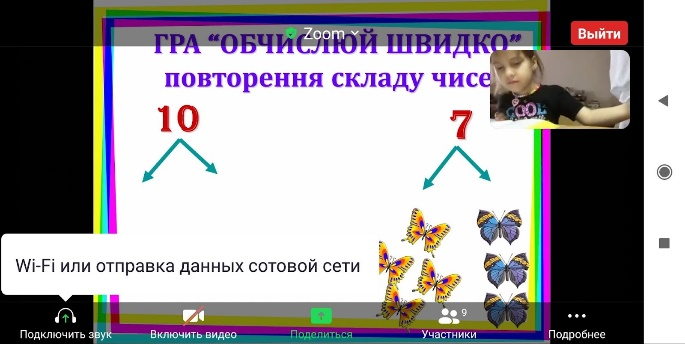 Zoom
Выйти
ГРА “ОБЧИСЛЮЙ ШВИДКО”
повторення складу чисе
COOL
10
7
Wi-Fi или отправка данных сотовой сети
9
Подключить звук
Включить видео
Поделиться
Участники
Подробнее